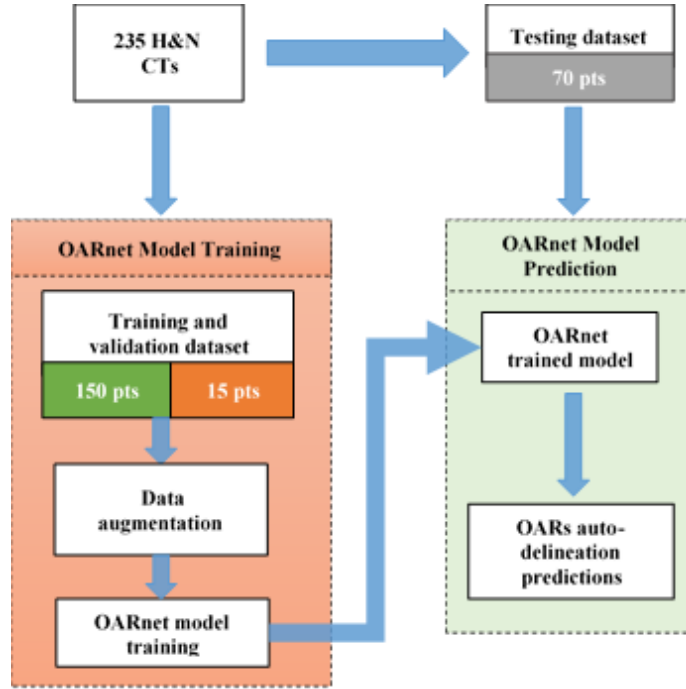 235 H&N
CTs
Testing dataset
70 pts
OARnet Model Training
Training and
validation dataset
150 pts
15 pts
Data
augmentation
OARnet model
training
OARnet Model
Prediction
OARnet
trained model
OARs auto-
delineation
predictions